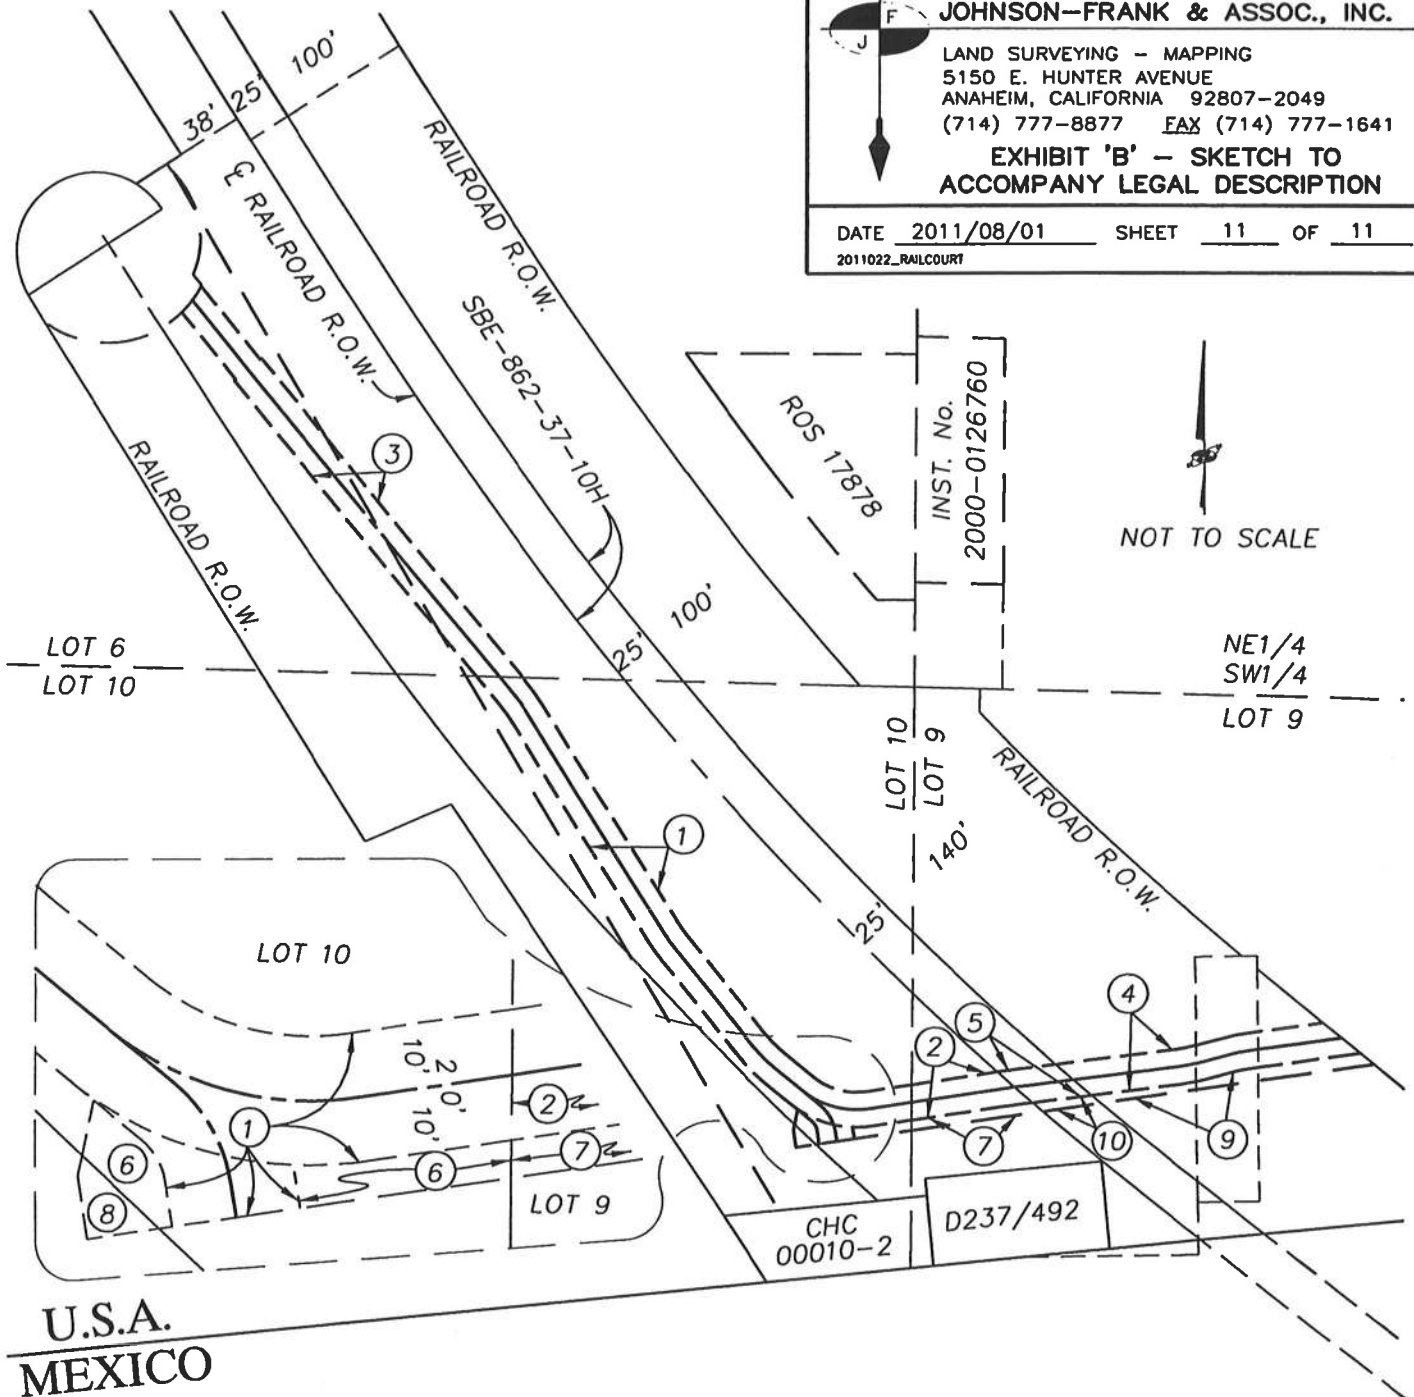 F
J
JOHNSON-FRANK & ASSOC., INC.
LAND SURVEYING - MAPPING
5150 E. HUNTER AVENUE
ANAHEIM, CALIFORNIA 92807-2049
(714) 777-8877 FAX (714) 777-1641
EXHIBIT 'B' - SKETCH TO
ACCOMPANY LEGAL DESCRIPTION
DATE 2011/08/01 SHEET 11 OF 11
2011022_RAILCOURT
100'
25'
38'
RAILROAD R.O.W.
℄ RAILROAD R.O.W.
SBE-862-37-10H
ROS 17878
INST. No.
2000-0126760
NOT TO SCALE
3
RAILROAD R.O.W.
100'
25'
LOT 6
LOT 10
NE1/4
SW1/4
LOT 9
LOT 10
LOT 9
RAILROAD R.O.W.
140'
1
25'
LOT 10
4
5
2
10'
20'
10'
2
1
6
6
7
7
10
9
8
LOT 9
CHC
00010-2
D237/492
U.S.A.
MEXICO